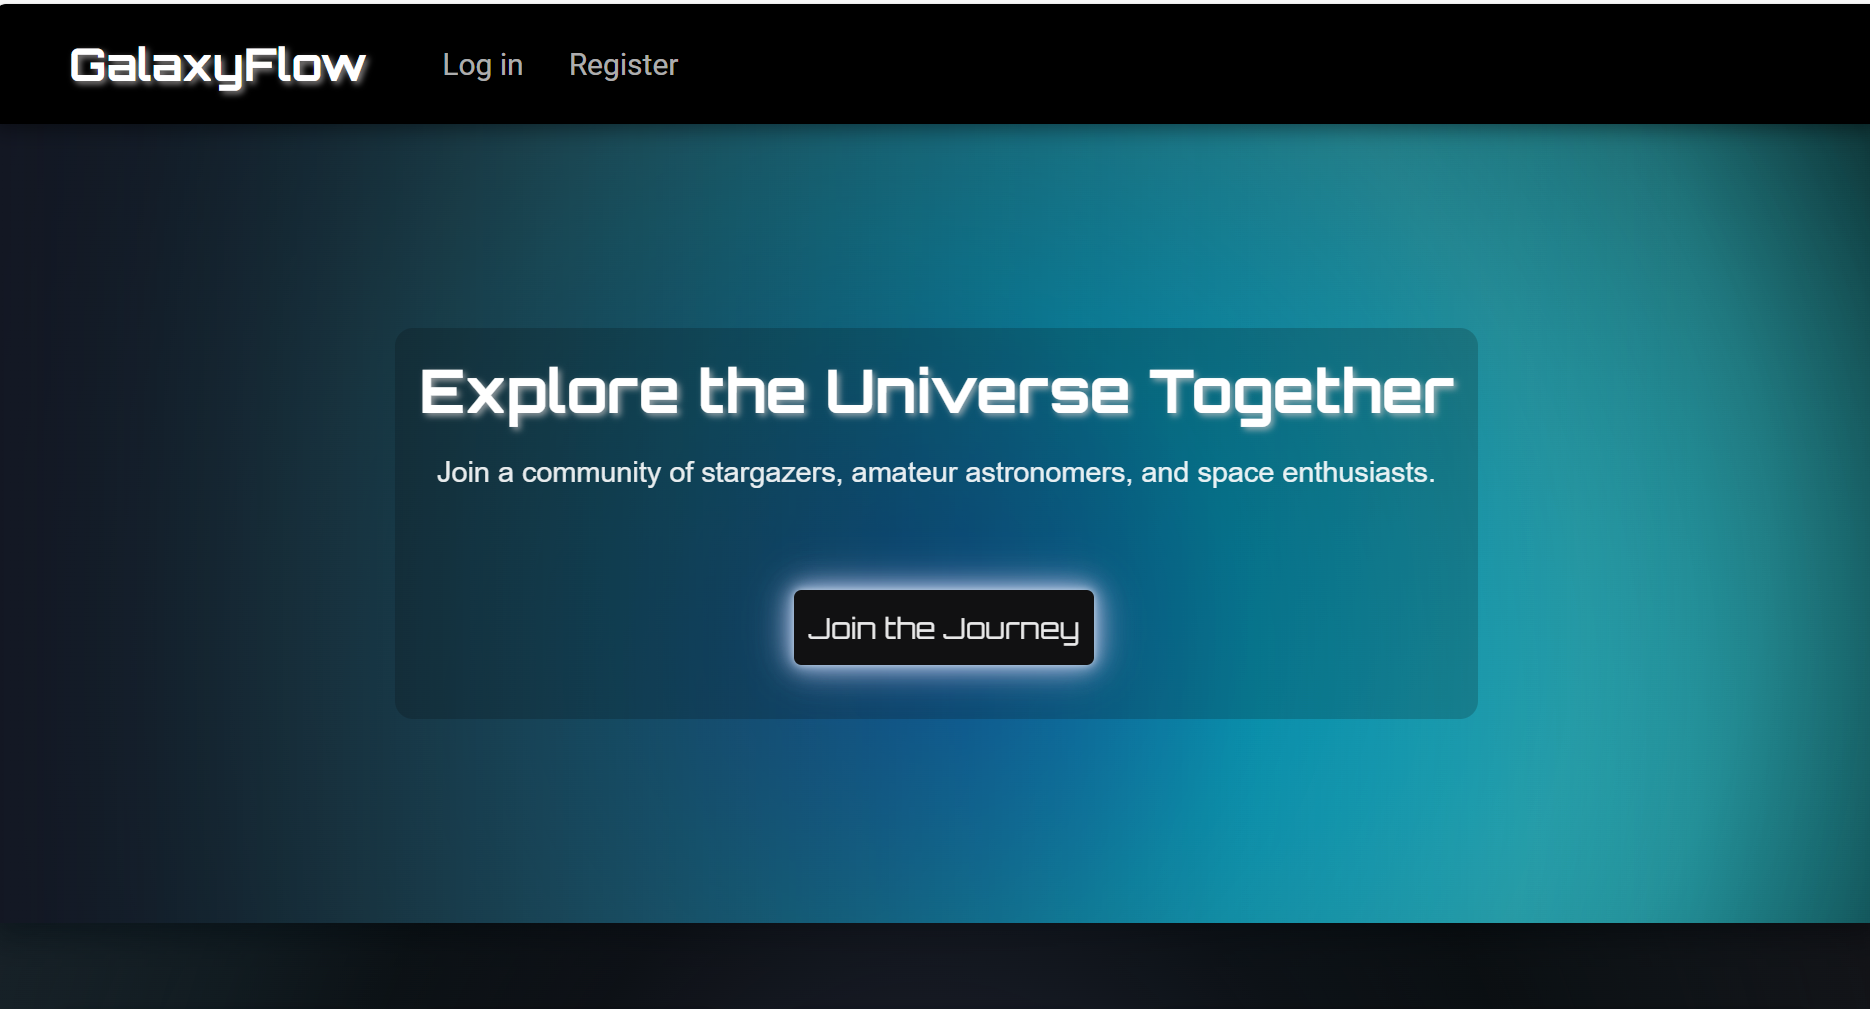 GalaxyFlow Log in Register
Explore the Universe Together
Join a community of stargazers, amateur astronomers, and space enthusiasts.
Join the Journey